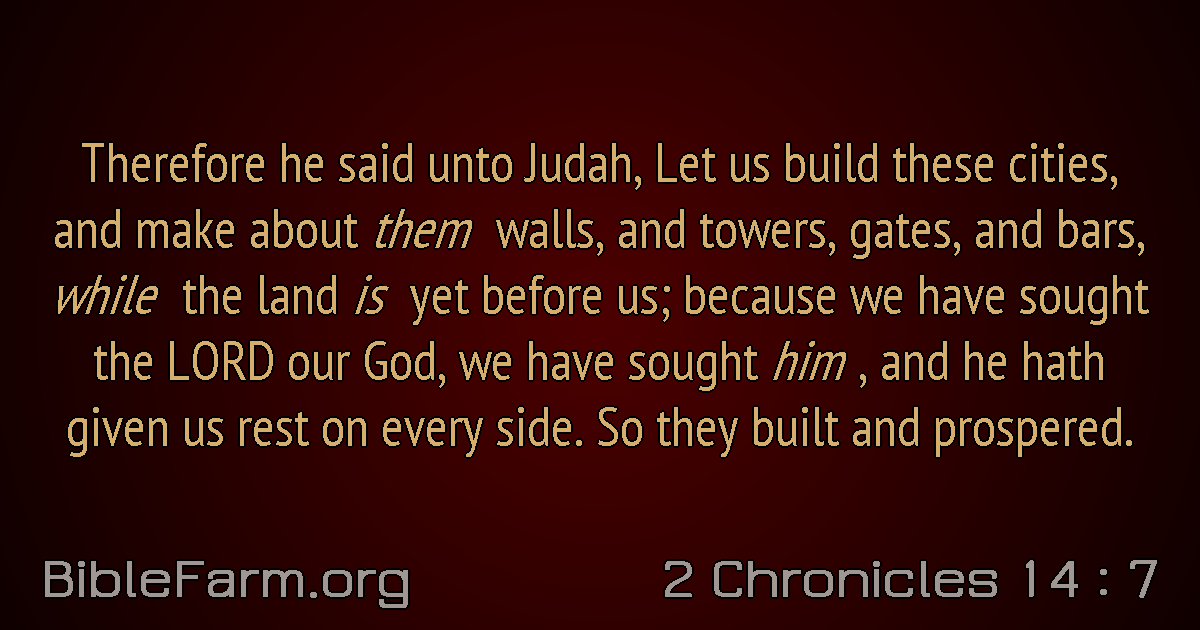 Therefore he said unto Judah, Let us build these cities,
and make about them walls, and towers, gates, and bars,
while the land is yet before us; because we have sought
the LORD our God, we have sought him , and he hath
given us rest on every side. So they built and prospered.
BibleFarm.org
2 Chronicles 14 : 7